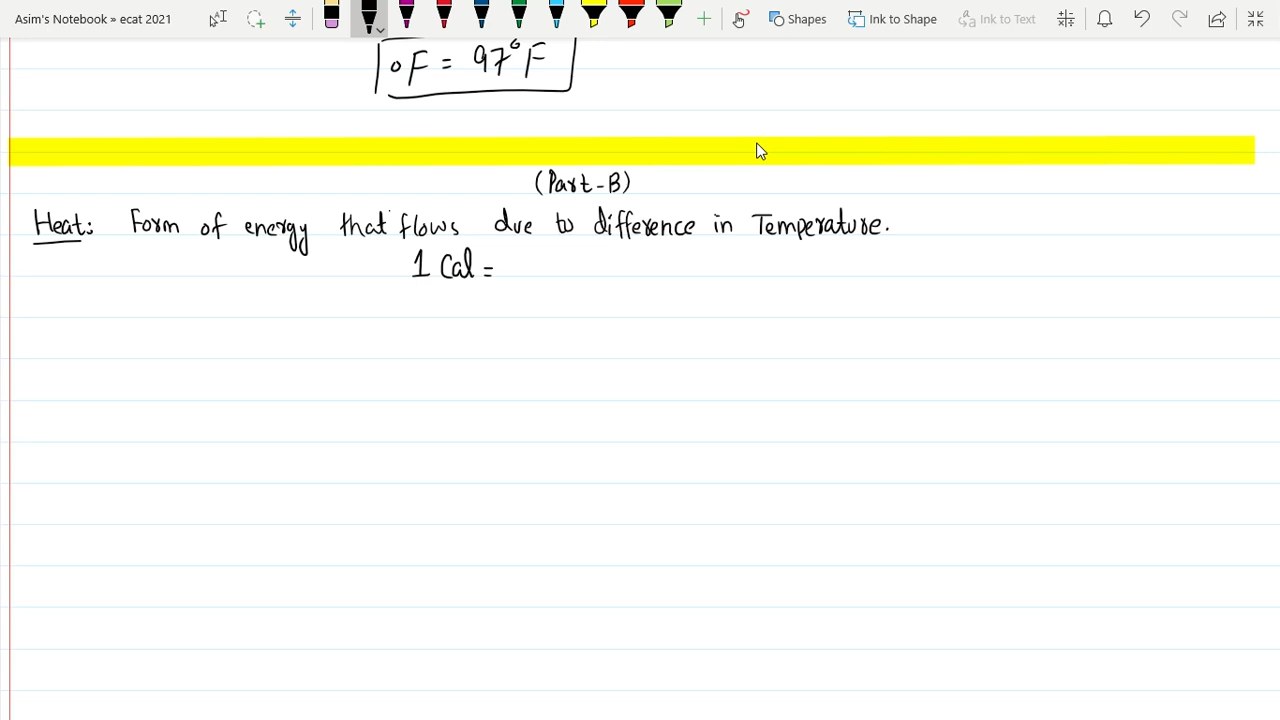 Asim's Notebook » ecat 2021
Shapes
Ink to Shape
Ink to Text
°F = 97°F
(Part-B)
Heat: Form of energy that flows due to difference in Temperature.
1 Cal =